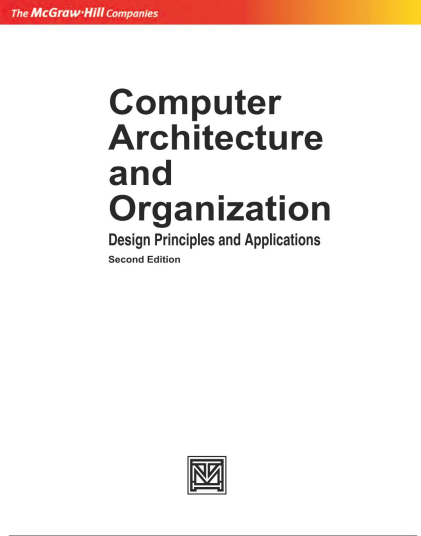 The McGraw·Hill Companies
Computer
Architecture
and
Organization
Design Principles and Applications
Second Edition